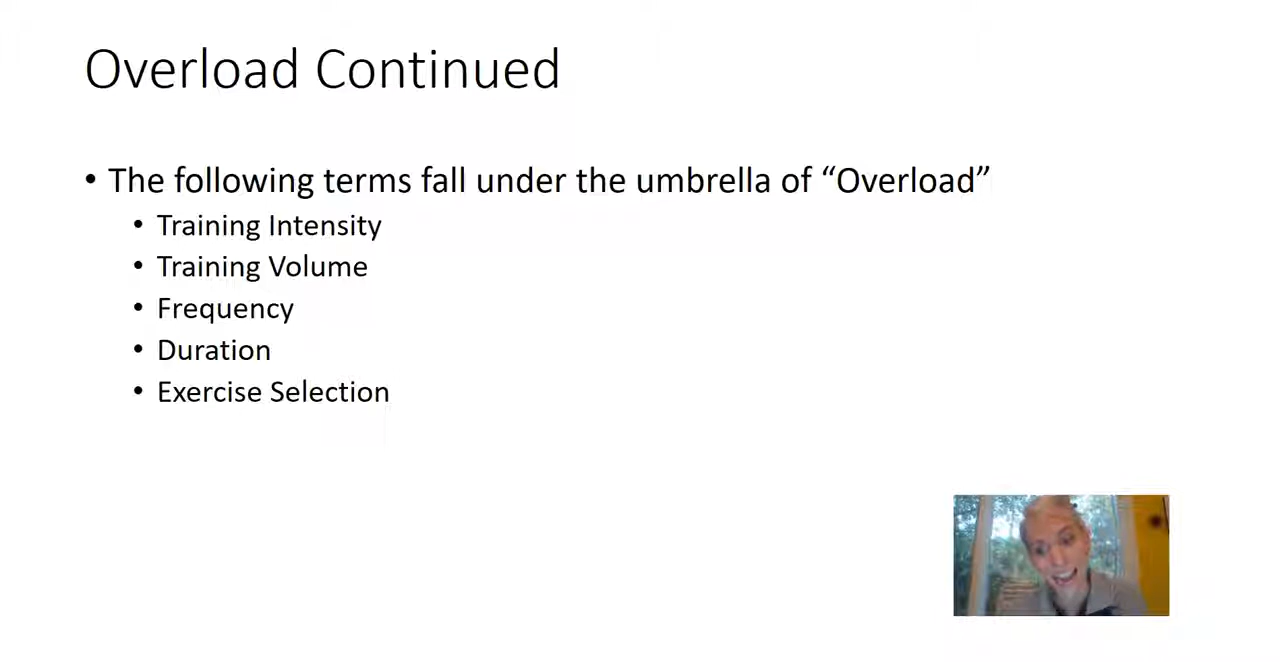 Overload Continued
• The following terms fall under the umbrella of “Overload”
• Training Intensity
• Training Volume
• Frequency
• Duration
• Exercise Selection